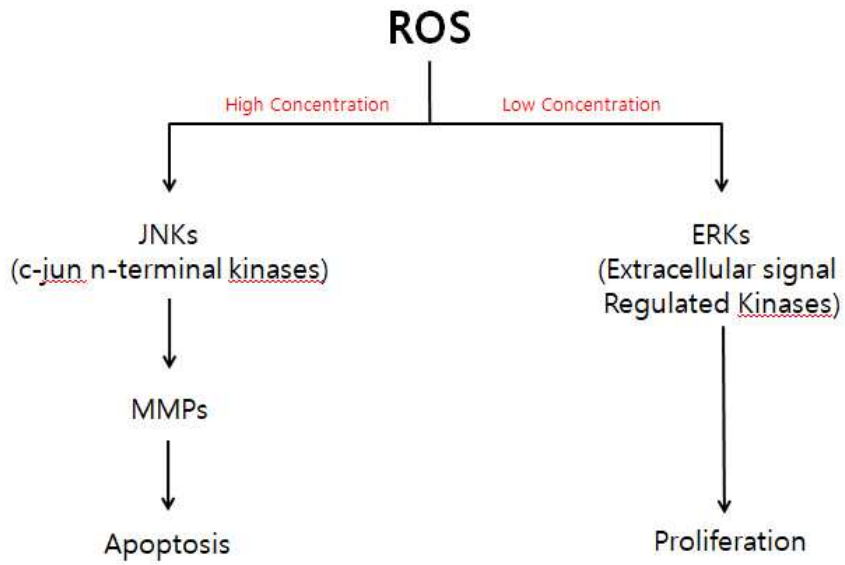 ROS
High Concentration
Low Concentration
JNKs
(c-jun n-terminal kinases)
ERKs
(Extracellular signal
Regulated Kinases)
MMPs
Apoptosis
Proliferation